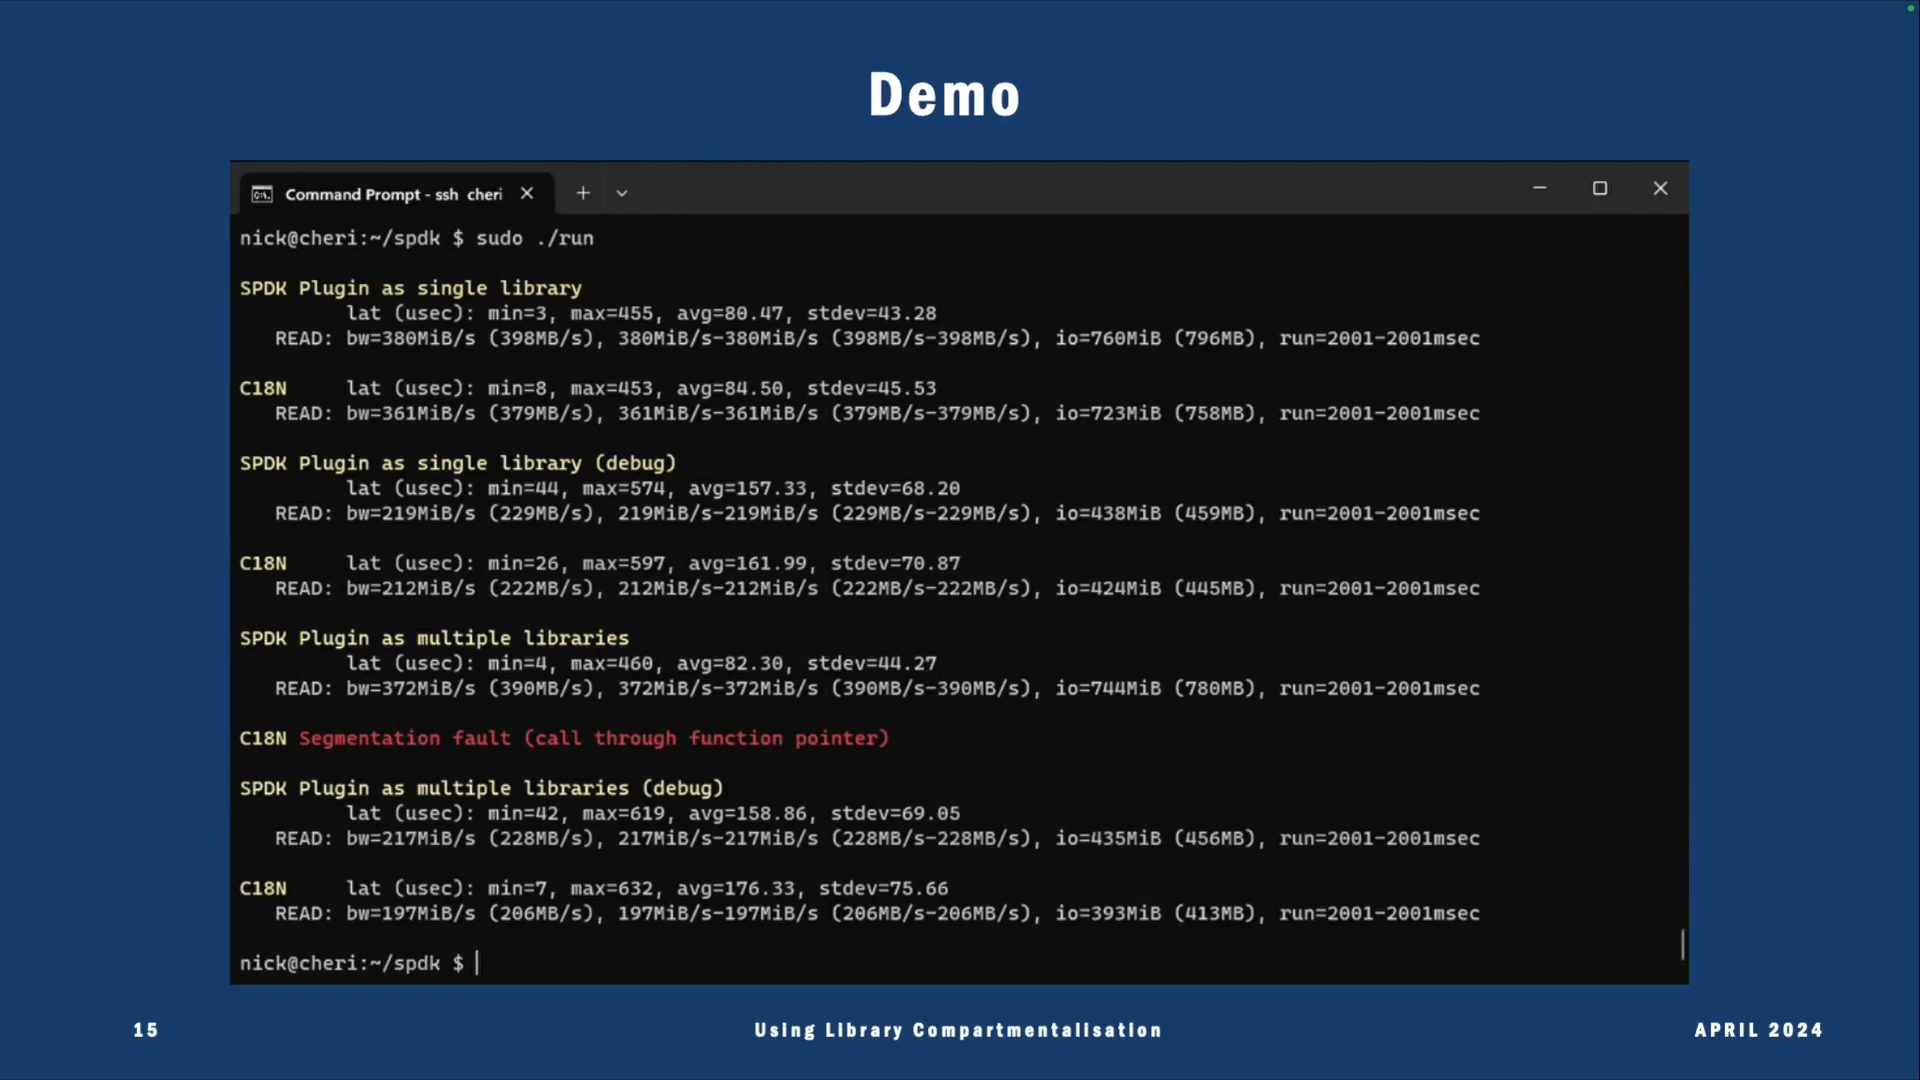 Demo
Command Prompt - ssh cheri
nick@cheri:~/spdk $ sudo ./run
SPDK Plugin as single library
lat (usec): min=3, max=455, avg=80.47, stdev=43.28
READ: bw=380MiB/s (398MB/s), 380MiB/s-380MiB/s (398MB/s-398MB/s), io=760MiB (796MB), run=2001-2001msec
C18N lat (usec): min=8, max=453, avg=84.50, stdev=45.53
READ: bw=361MiB/s (379MB/s), 361MiB/s-361MiB/s (379MB/s-379MB/s), io=723MiB (758MB), run=2001-2001msec
SPDK Plugin as single library (debug)
lat (usec): min=44, max=574, avg=157.33, stdev=68.20
READ: bw=219MiB/s (229MB/s), 219MiB/s-219MiB/s (229MB/s-229MB/s), io=438MiB (459MB), run=2001-2001msec
C18N lat (usec): min=26, max=597, avg=161.99, stdev=70.87
READ: bw=212MiB/s (222MB/s), 212MiB/s-212MiB/s (222MB/s-222MB/s), io=424MiB (445MB), run=2001-2001msec
SPDK Plugin as multiple libraries
lat (usec): min=4, max=460, avg=82.30, stdev=44.27
READ: bw=372MiB/s (390MB/s), 372MiB/s-372MiB/s (390MB/s-390MB/s), io=744MiB (780MB), run=2001-2001msec
C18N Segmentation fault (call through function pointer)
SPDK Plugin as multiple libraries (debug)
lat (usec): min=42, max=619, avg=158.86, stdev=69.05
READ: bw=217MiB/s (228MB/s), 217MiB/s-217MiB/s (228MB/s-228MB/s), io=435MiB (456MB), run=2001-2001msec
C18N lat (usec): min=7, max=632, avg=176.33, stdev=75.66
READ: bw=197MiB/s (206MB/s), 197MiB/s-197MiB/s (206MB/s-206MB/s), io=393MiB (413MB), run=2001-2001msec
nick@cheri:~/spdk $
15
Using Library Compartmentalisation
APRIL 2024